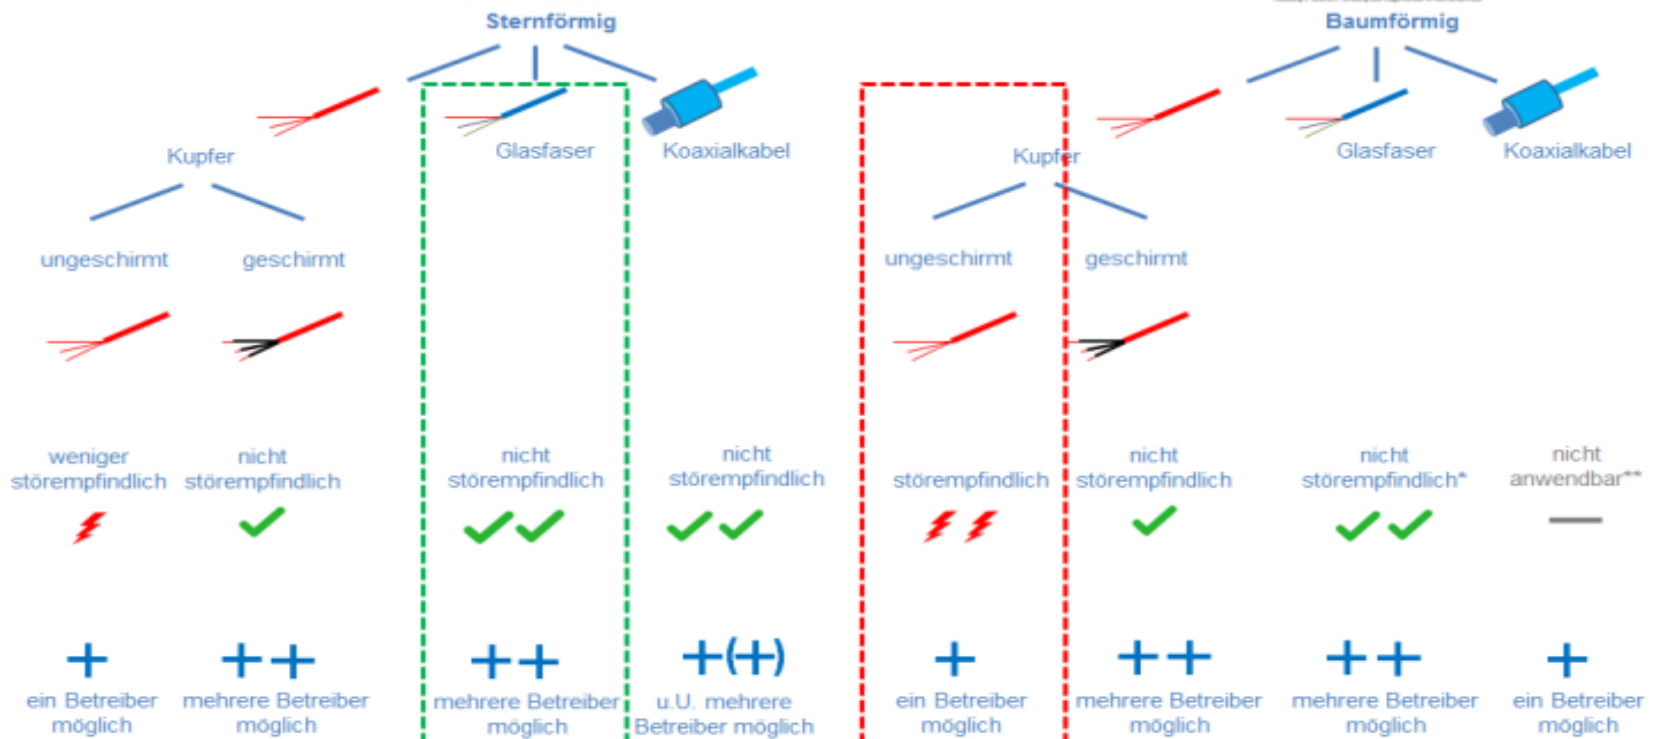 Sternförmig
Baumförmig
Kupfer
Glasfaser
Koaxialkabel
Kupfer
Glasfaser
Koaxialkabel
ungeschirmt
geschirmt
ungeschirmt
geschirmt
weniger
störempfindlich
nicht
störempfindlich
nicht
störempfindlich
nicht
störempfindlich
störempfindlich
nicht
störempfindlich
nicht
störempfindlich*
nicht
anwendbar**
+
ein Betreiber
möglich
++
mehrere Betreiber
möglich
++
mehrere Betreiber
möglich
+(+)
u.U. mehrere
Betreiber möglich
+
ein Betreiber
möglich
++
mehrere Betreiber
möglich
++
mehrere Betreiber
möglich
+
ein Betreiber
möglich